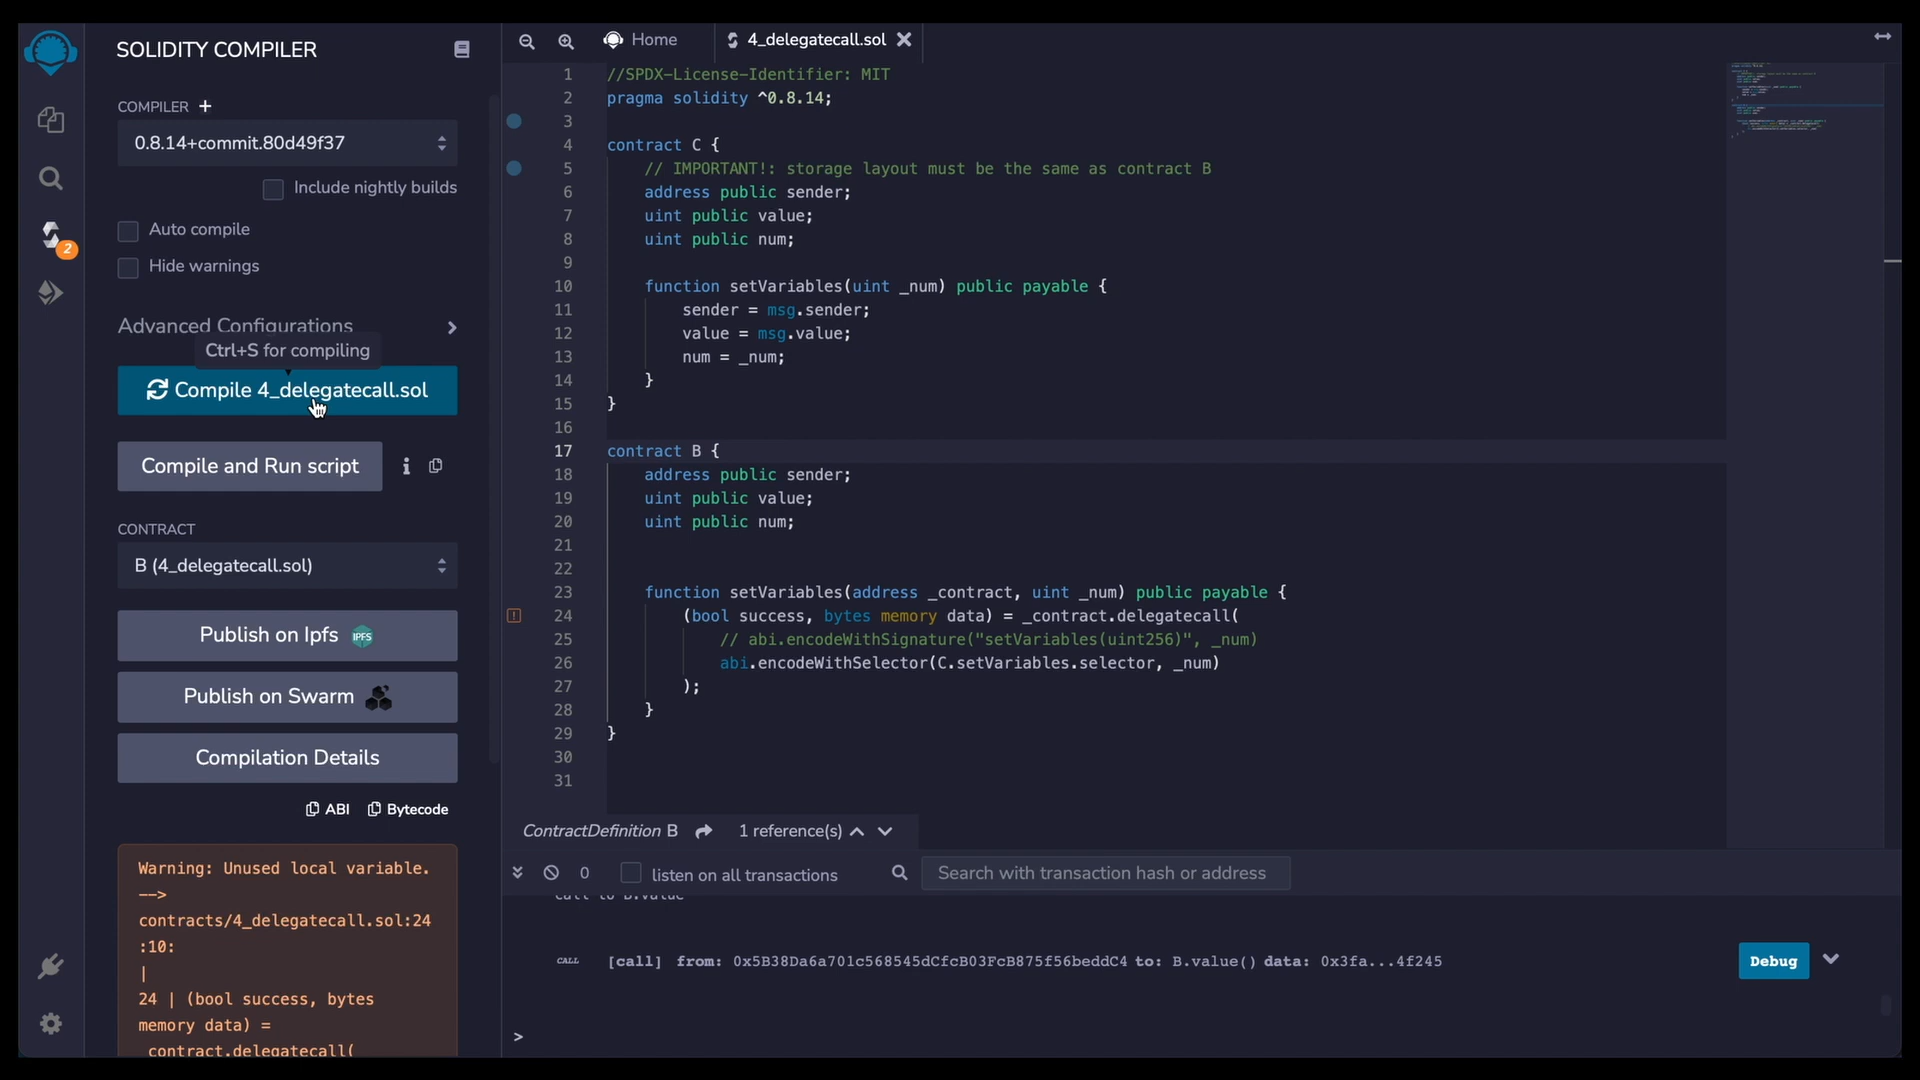 SOLIDITY COMPILER
COMPILER +
0.8.14+commit.80d49f37
Include nightly builds
Auto compile
Hide warnings
Advanced Configurations
Ctrl+S for compiling
Compile 4_delegatecall.sol
Compile and Run script
CONTRACT
B (4_delegatecall.sol)
Publish on Ipfs IPFS
Publish on Swarm
Compilation Details
ABI Bytecode
Warning: Unused local variable.
-->
contracts/4_delegatecall.sol:24
:10:
|
24 | (bool success, bytes
memory data) =
_contract.delegatecall(
2
Home 4_delegatecall.sol
1 //SPDX-License-Identifier: MIT
2 pragma solidity ^0.8.14;
3
4 contract C {
5 // IMPORTANT!: storage layout must be the same as contract B
6 address public sender;
7 uint public value;
8 uint public num;
9
10 function setVariables(uint _num) public payable {
11 sender = msg.sender;
12 value = msg.value;
13 num = _num;
14 }
15 }
16
17 contract B {
18 address public sender;
19 uint public value;
20 uint public num;
21
22
23 function setVariables(address _contract, uint _num) public payable {
24 (bool success, bytes memory data) = _contract.delegatecall(
25 // abi.encodeWithSignature("setVariables(uint256)", _num)
26 abi.encodeWithSelector(C.setVariables.selector, _num)
27 );
28 }
29 }
30
31
ContractDefinition B 1 reference(s)
0 listen on all transactions Search with transaction hash or address
call to B.value
CALL [call] from: 0x5B38Da6a701c568545dCfcB03FcB875f56beddC4 to: B.value() data: 0x3fa...4f245
Debug
>